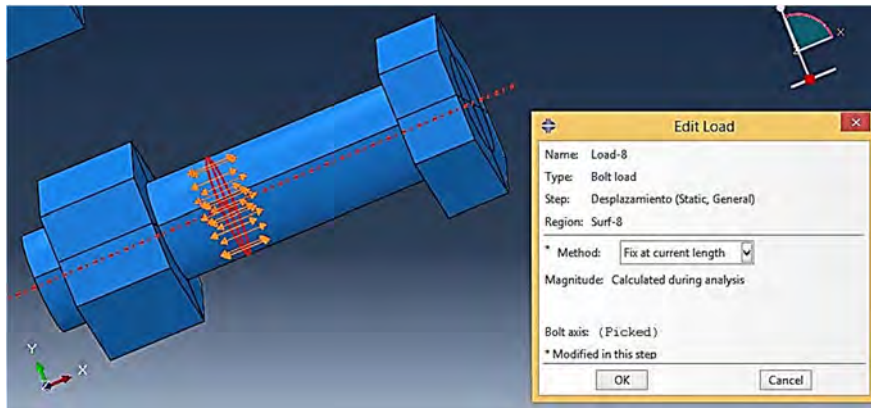 Edit Load
Name: Load-8
Type: Bolt load
Step: Desplazamiento (Static, General)
Region: Surf-8
* Method: Fix at current length
Magnitude: Calculated during analysis
Bolt axis: (Picked)
* Modified in this step
OK Cancel
Y
X
X